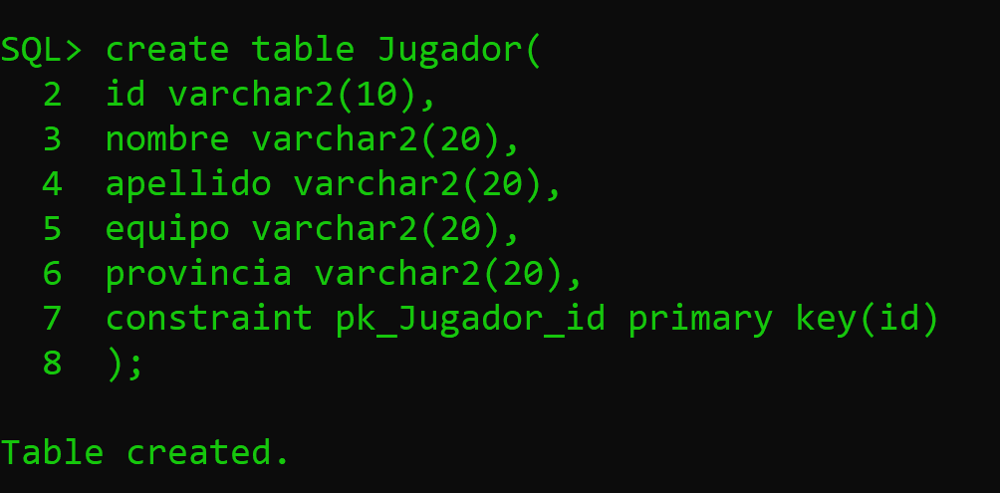 SQL> create table Jugador(
2 id varchar2(10),
3 nombre varchar2(20),
4 apellido varchar2(20),
5 equipo varchar2(20),
6 provincia varchar2(20),
7 constraint pk_Jugador_id primary key(id)
8 );
Table created.